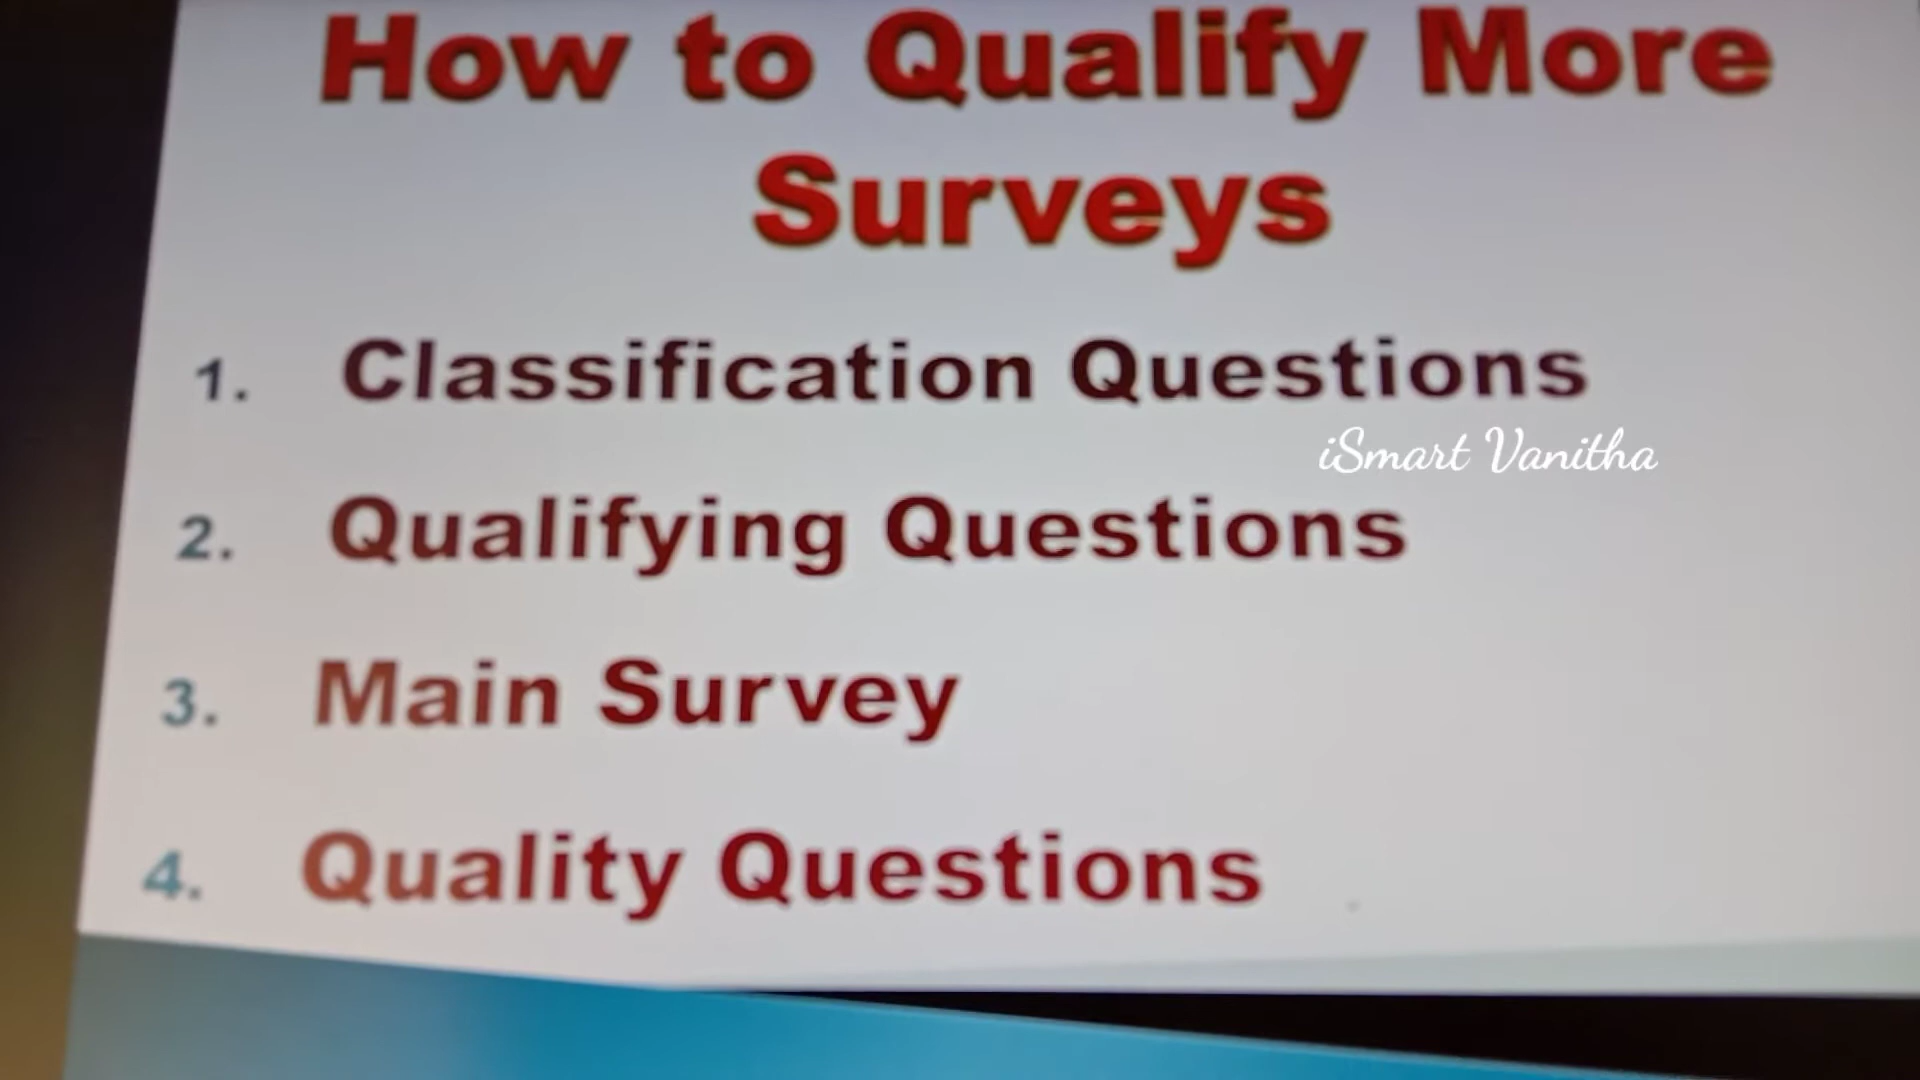 How to Qualify More
Surveys
1. Classification Questions
iSmart Vanitha
2. Qualifying Questions
3. Main Survey
4. Quality Questions